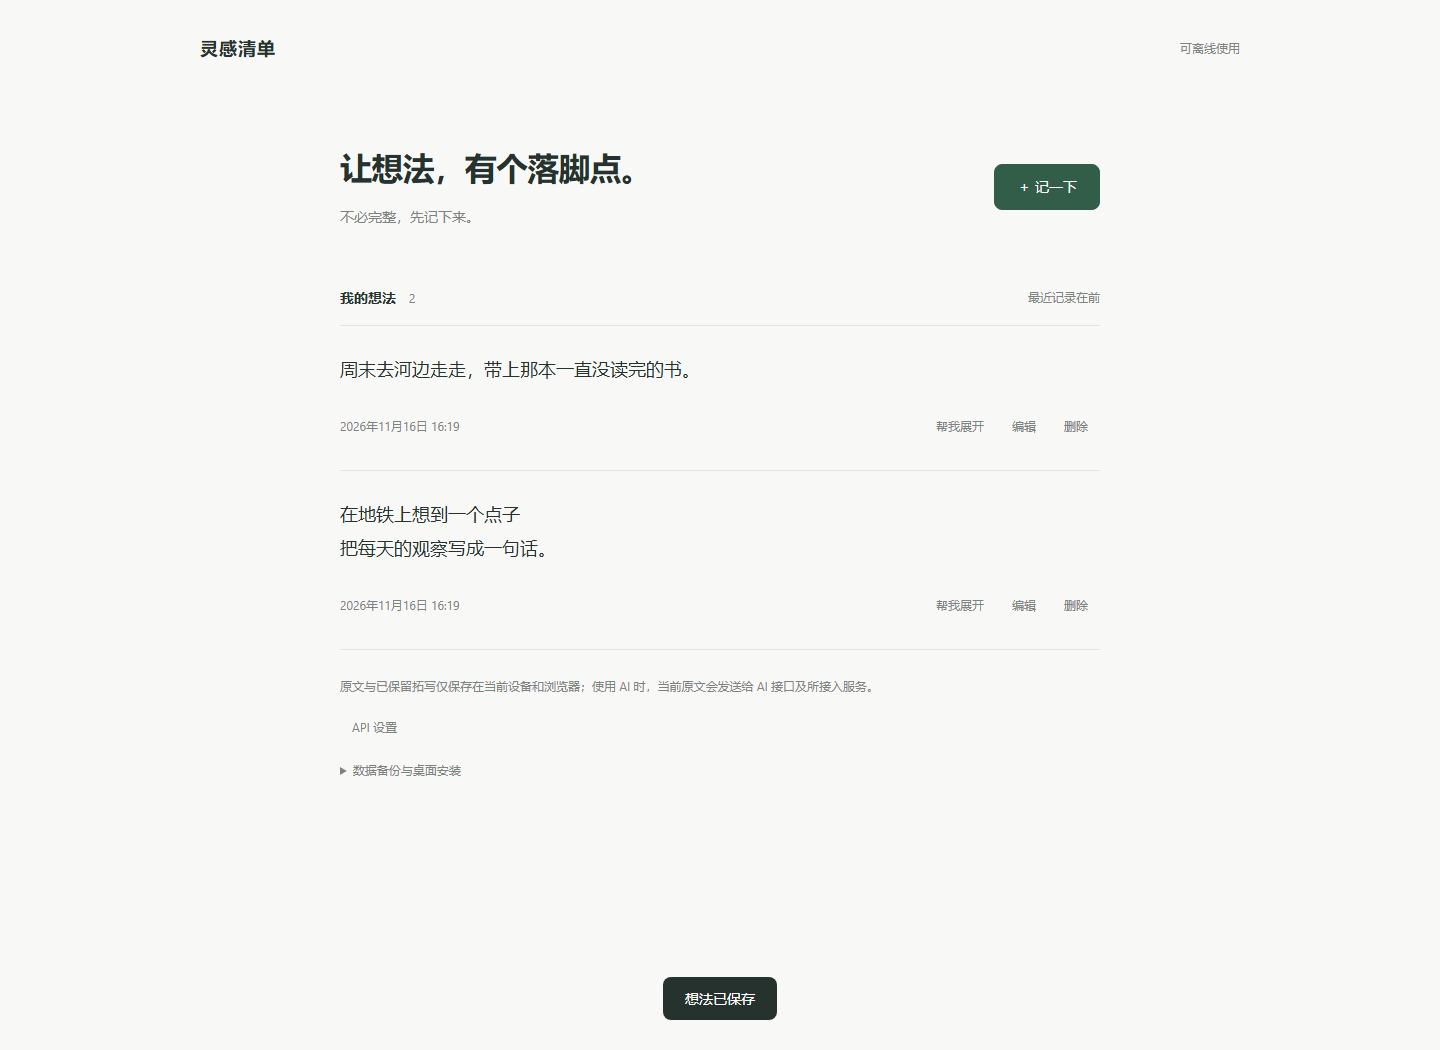 灵感清单
可离线使用
让想法，有个落脚点。
+ 记一下
不必完整，先记下来。
我的想法 2
最近记录在前
周末去河边走走，带上那本一直没读完的书。
2026年11月16日 16:19
帮我展开 编辑 删除
在地铁上想到一个点子
把每天的观察写成一句话。
2026年11月16日 16:19
帮我展开 编辑 删除
原文与已保留拓写仅保存在当前设备和浏览器；使用 AI 时，当前原文会发送给 AI 接口及所接入服务。
API 设置
数据备份与桌面安装
想法已保存